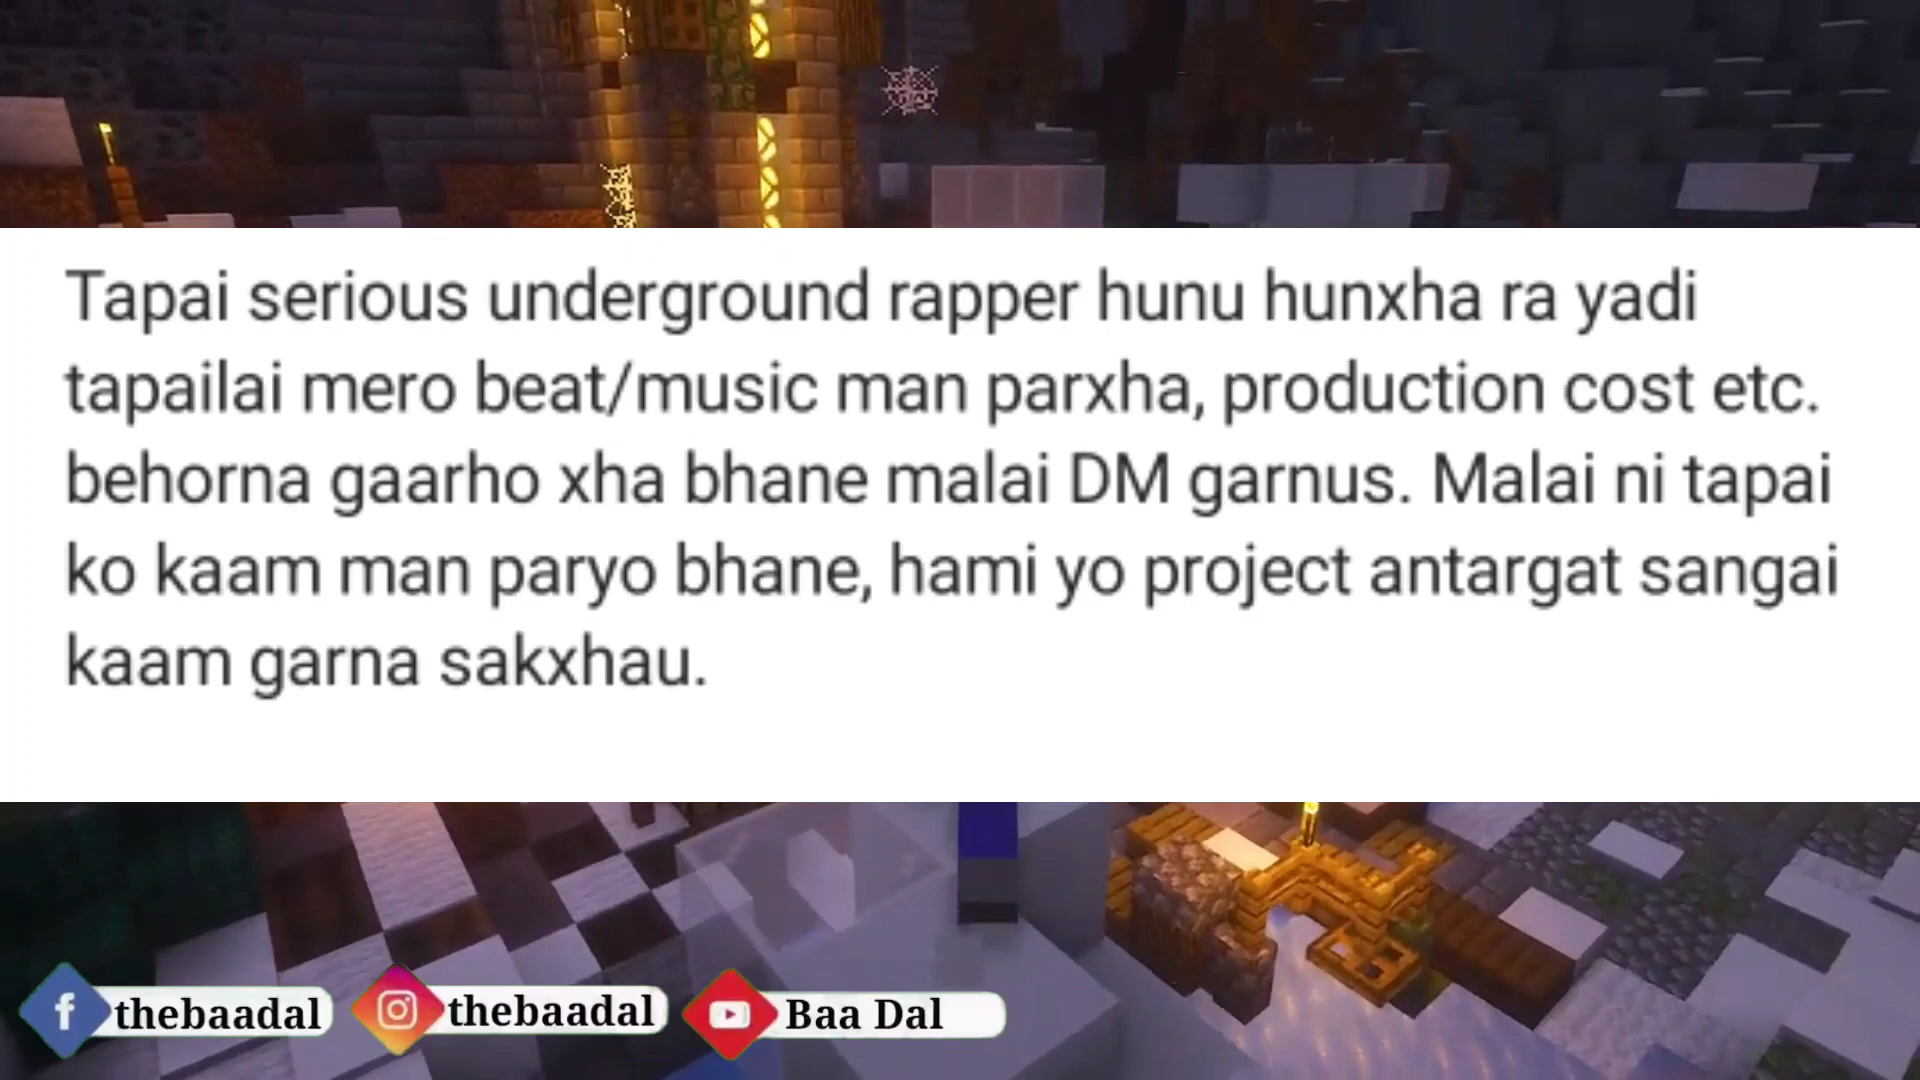 Tapai serious underground rapper hunu hunxha ra yadi
tapailai mero beat/music man parxha, production cost etc.
behorna gaarho xha bhane malai DM garnus. Malai ni tapai
ko kaam man paryo bhane, hami yo project antargat sangai
kaam garna sakxhau.
thebaadal thebaadal Baa Dal